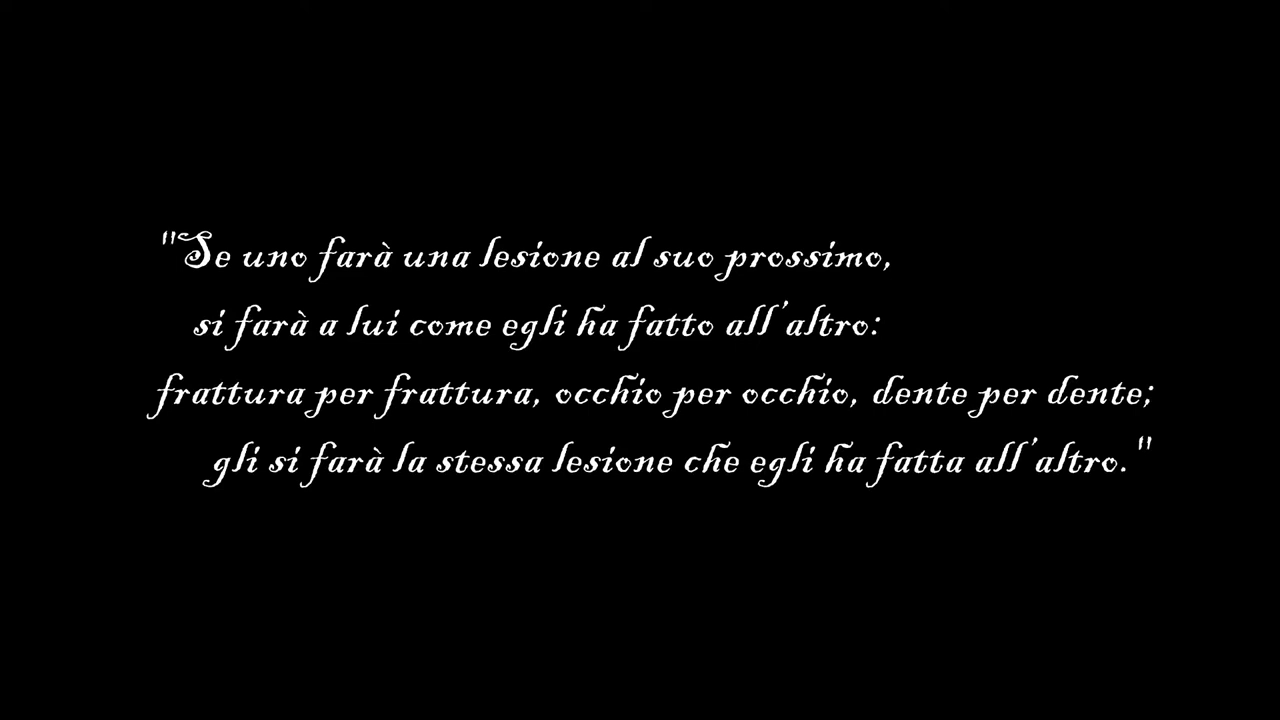 "Se uno farà una lesione al suo prossimo,
si farà a lui come egli ha fatto all'altro:
frattura per frattura, occhio per occhio, dente per dente;
gli si farà la stessa lesione che egli ha fatta all'altro."